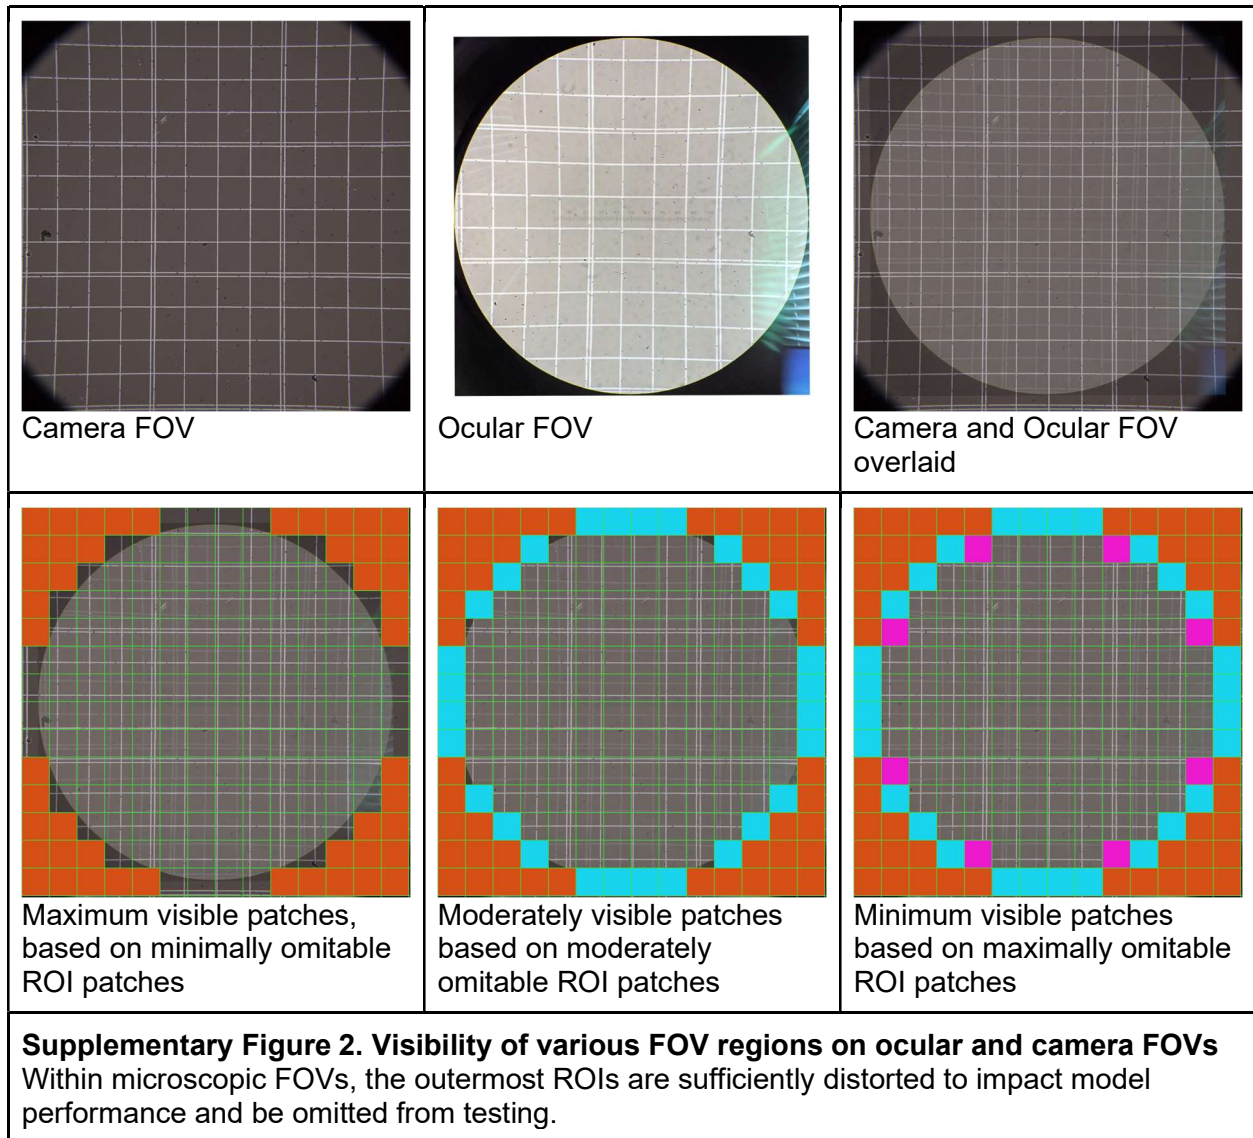 Camera FOV
Ocular FOV
Camera and Ocular FOV
overlaid
Maximum visible patches,
based on minimally omitable
ROI patches
Moderately visible patches
based on moderately
omitable ROI patches
Minimum visible patches
based on maximally omitable
ROI patches
Supplementary Figure 2. Visibility of various FOV regions on ocular and camera FOVs
Within microscopic FOVs, the outermost ROIs are sufficiently distorted to impact model
performance and be omitted from testing.